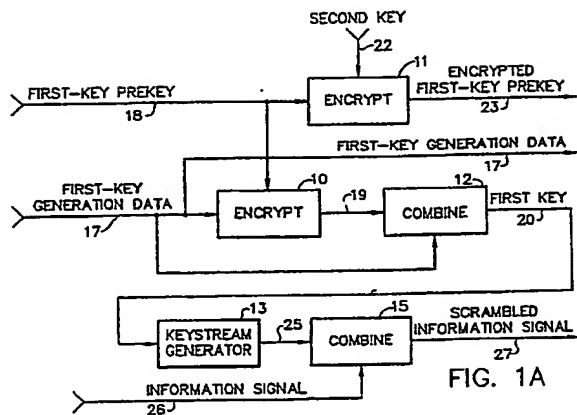 SECOND KEY
22
11
FIRST-KEY PREKEY
18
ENCRYPT
ENCRYPTED
FIRST-KEY PREKEY
23
FIRST-KEY GENERATION DATA
17
FIRST-KEY
GENERATION DATA
17
10
ENCRYPT
19
12
COMBINE
FIRST KEY
20
13
KEYSTREAM
GENERATOR
25
15
COMBINE
SCRAMBLED
INFORMATION SIGNAL
27
INFORMATION SIGNAL
26
FIG. 1A